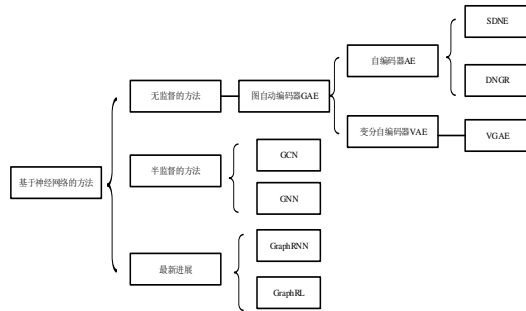 SDNE
自编码器AE
DNGR
无监督的方法
图自动编码器GAE
变分自编码器VAE
VGAE
GCN
半监督的方法
基于神经网络的方法
GNN
GraphRNN
最新进展
GraphRL